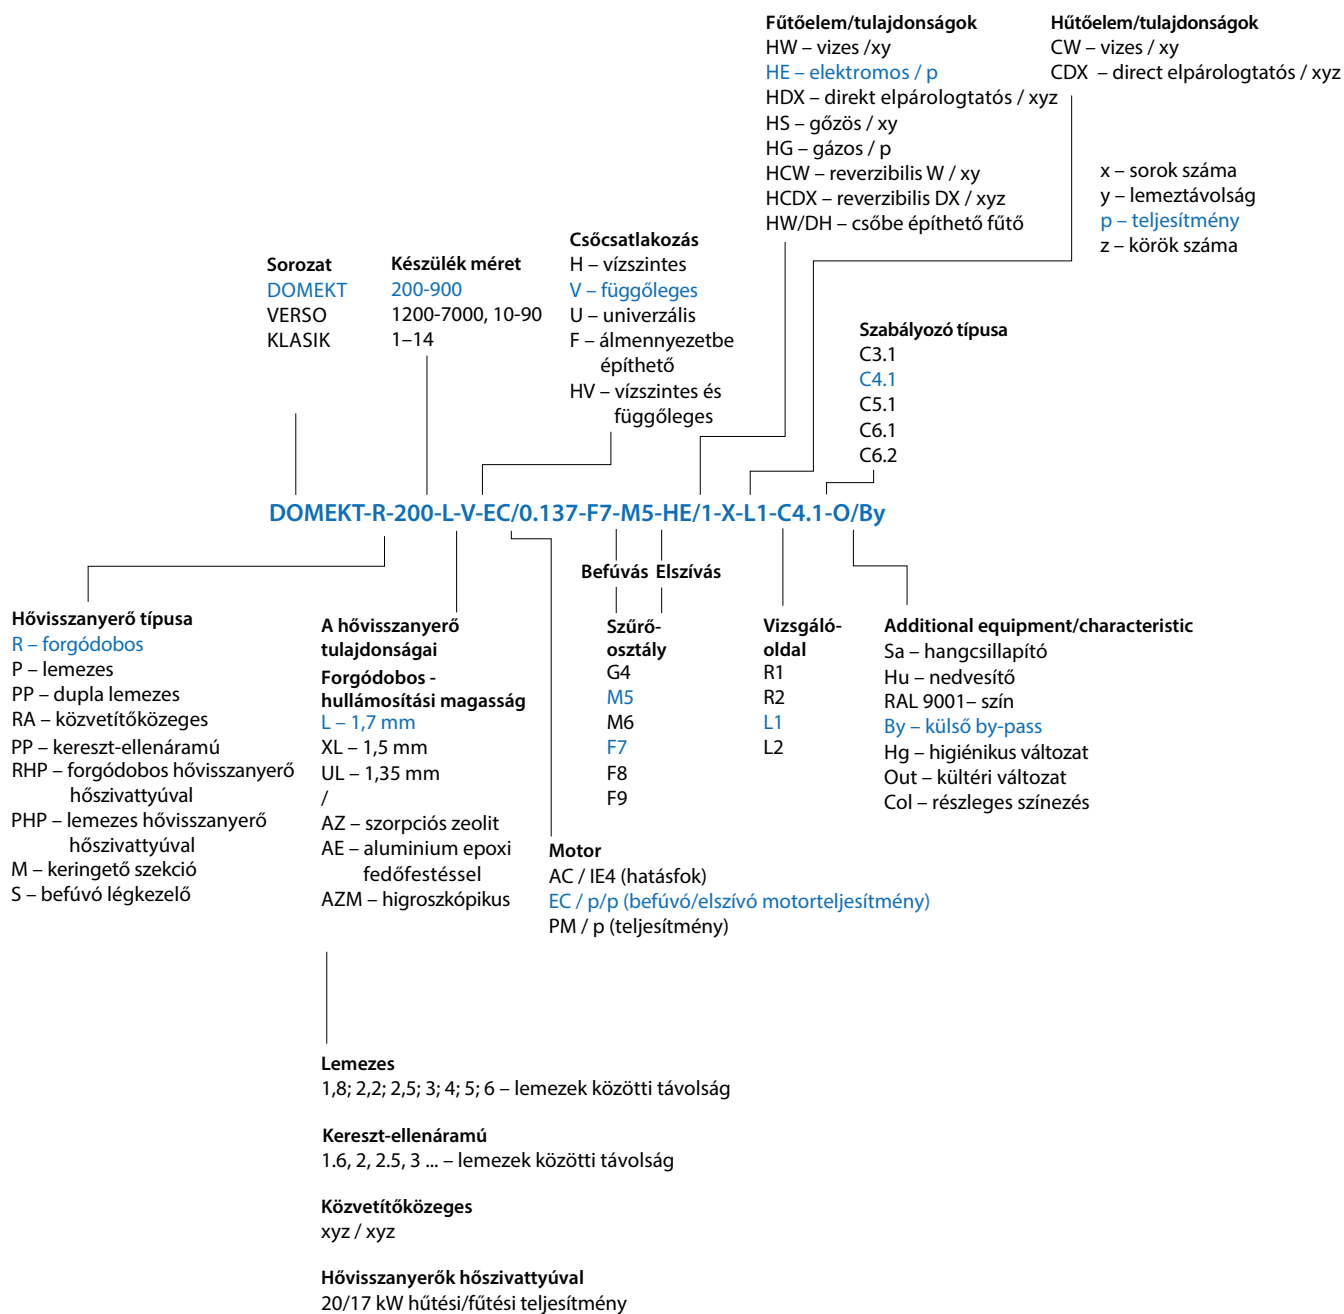 Fűtőelem/tulajdonságok
HW – vizes /xy
HE – elektromos / p
HDX – direkt elpárologtatós / xyz
HS – gőzös / xy
HG – gázos / p
HCW – reverzibilis W / xy
HCDX – reverzibilis DX / xyz
HW/DH – csőbe építhető fűtő
Hűtőelem/tulajdonságok
CW – vizes / xy
CDX – direct elpárologtatós / xyz
x – sorok száma
y – lemeztávolság
p – teljesítmény
z – körök száma
Sorozat
DOMEKT
VERSO
KLASIK
Készülék méret
200-900
1200-7000, 10-90
1–14
Csőcsatlakozás
H – vízszintes
V – függőleges
U – univerzális
F – álmennyezetbe
építhető
HV – vízszintes és
függőleges
Szabályozó típusa
C3.1
C4.1
C5.1
C6.1
C6.2
DOMEKT-R-200-L-V-EC/0.137-F7-M5-HE/1-X-L1-C4.1-O/By
Hővisszanyerő típusa
R – forgódobos
P – lemezes
PP – dupla lemezes
RA – közvetítőközeges
PP – kereszt-ellenáramú
RHP – forgódobos hővisszanyerő
hőszivattyúval
PHP – lemezes hővisszanyerő
hőszivattyúval
M – keringető szekció
S – befúvó légkezelő
A hővisszanyerő
tulajdonságai
Forgódobos -
hullámosítási magasság
L – 1,7 mm
XL – 1,5 mm
UL – 1,35 mm
/
AZ – szorpciós zeolit
AE – aluminium epoxi
fedőfestéssel
AZM – higroszkópikus
Motor
AC / IE4 (hatásfok)
EC / p/p (befúvó/elszívó motorteljesítmény)
PM / p (teljesítmény)
Befúvás Elszívás
Szűrő-
osztály
G4
M5
M6
F7
F8
F9
Vizsgáló-
oldal
R1
R2
L1
L2
Additional equipment/characteristic
Sa – hangcsillapító
Hu – nedvesítő
RAL 9001– szín
By – külső by-pass
Hg – higiénikus változat
Out – kültéri változat
Col – részleges színezés
Lemezes
1,8; 2,2; 2,5; 3; 4; 5; 6 – lemezek közötti távolság
Kereszt-ellenáramú
1.6, 2, 2.5, 3 ... – lemezek közötti távolság
Közvetítőközeges
xyz / xyz
Hővisszanyerők hőszivattyúval
20/17 kW hűtési/fűtési teljesítmény